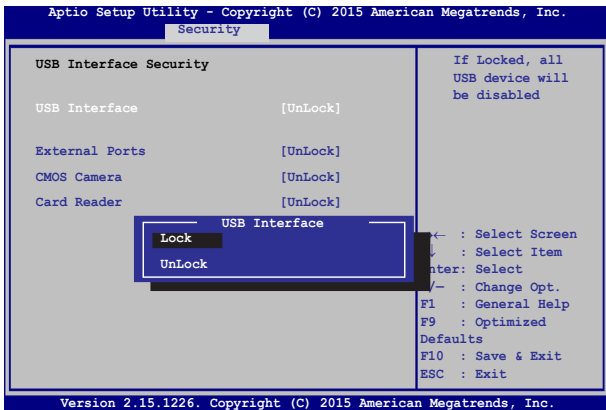 Aptio Setup Utility - Copyright (C) 2015 American Megatrends, Inc.
Security
USB Interface Security
USB Interface [UnLock]
External Ports [UnLock]
CMOS Camera [UnLock]
Card Reader [UnLock]
USB Interface
Lock
UnLock
If Locked, all
USB device will
be disabled
← : Select Screen
↓ : Select Item
nter: Select
/— : Change Opt.
F1 : General Help
F9 : Optimized
Defaults
F10 : Save & Exit
ESC : Exit
Version 2.15.1226. Copyright (C) 2015 American Megatrends, Inc.